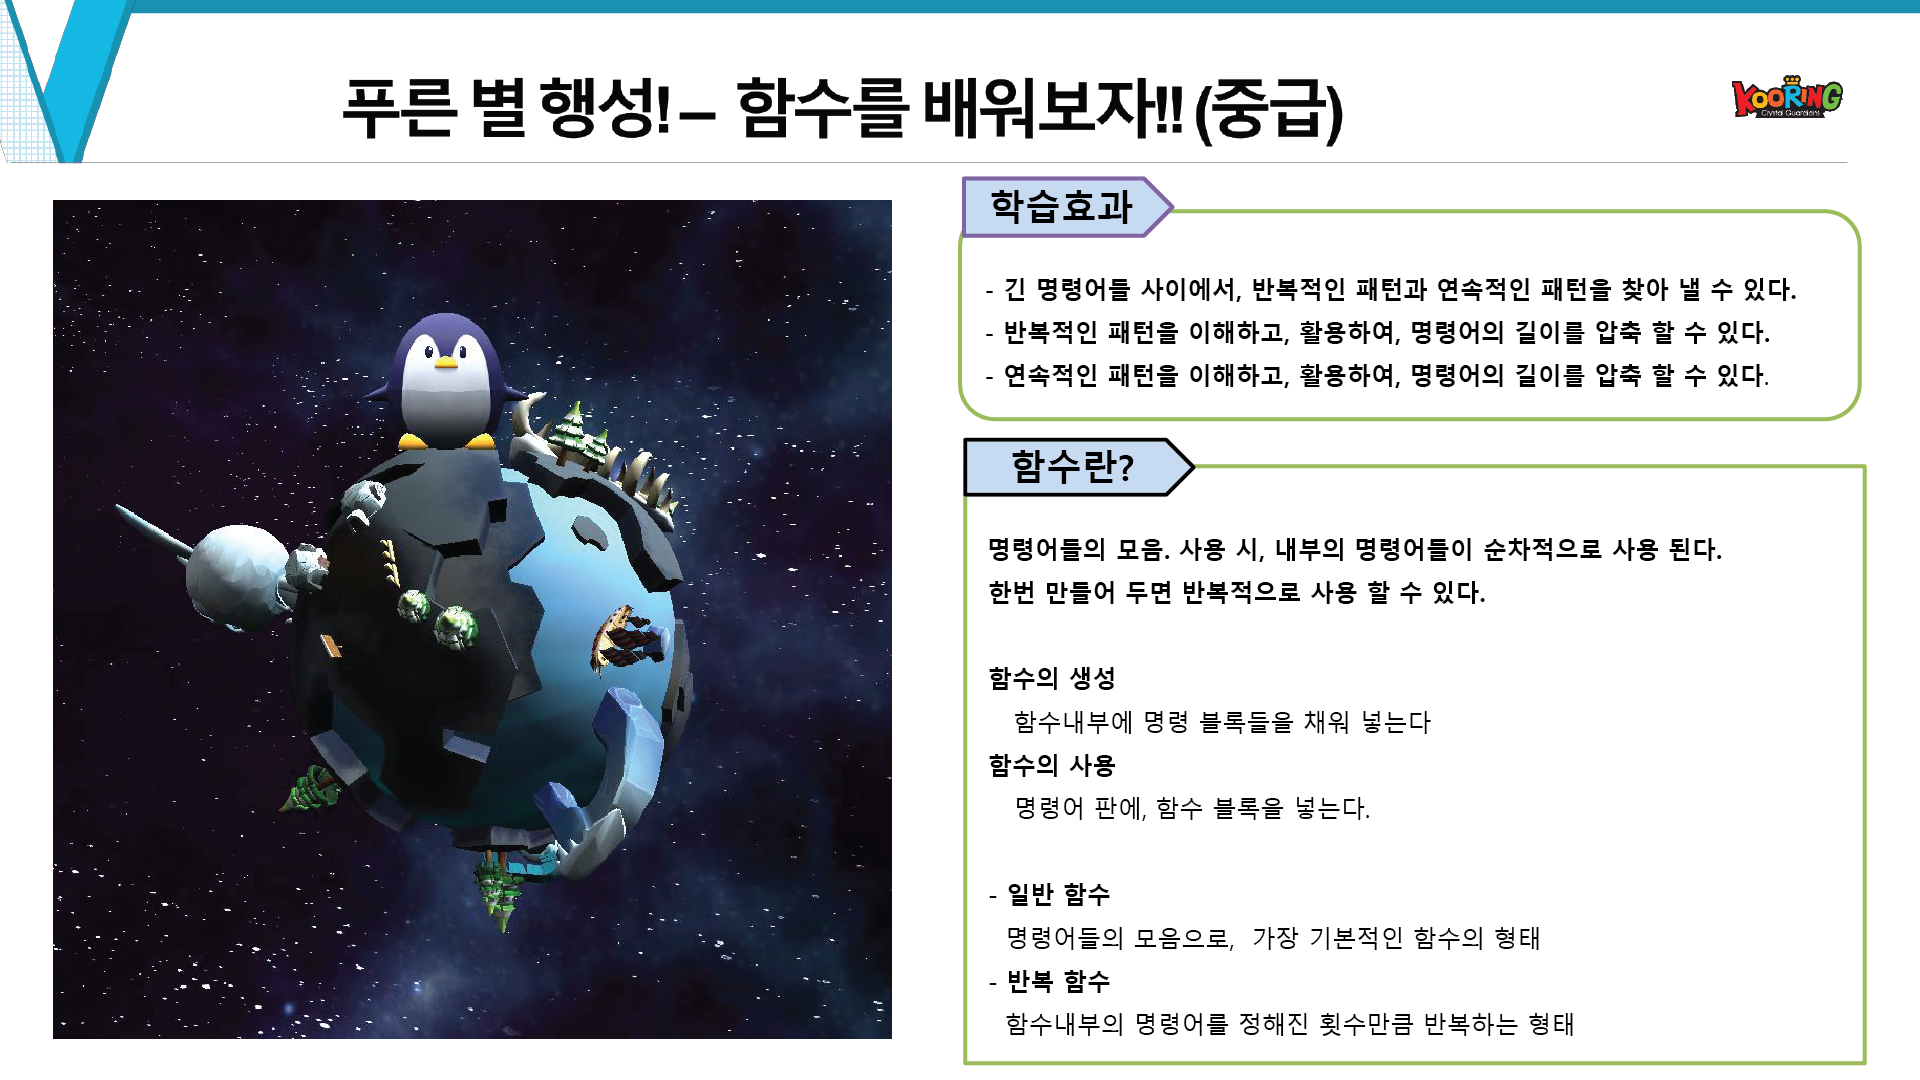 푸른 별 행성! – 함수를 배워보자!! (중급)
KOORING
Crystal Guardians
학습효과
- 긴 명령어들 사이에서, 반복적인 패턴과 연속적인 패턴을 찾아 낼 수 있다.
- 반복적인 패턴을 이해하고, 활용하여, 명령어의 길이를 압축 할 수 있다.
- 연속적인 패턴을 이해하고, 활용하여, 명령어의 길이를 압축 할 수 있다.
함수란?
명령어들의 모음. 사용 시, 내부의 명령어들이 순차적으로 사용 된다.
한번 만들어 두면 반복적으로 사용 할 수 있다.
함수의 생성
함수내부에 명령 블록들을 채워 넣는다
함수의 사용
명령어 판에, 함수 블록을 넣는다.
- 일반 함수
명령어들의 모음으로, 가장 기본적인 함수의 형태
- 반복 함수
함수내부의 명령어를 정해진 횟수만큼 반복하는 형태